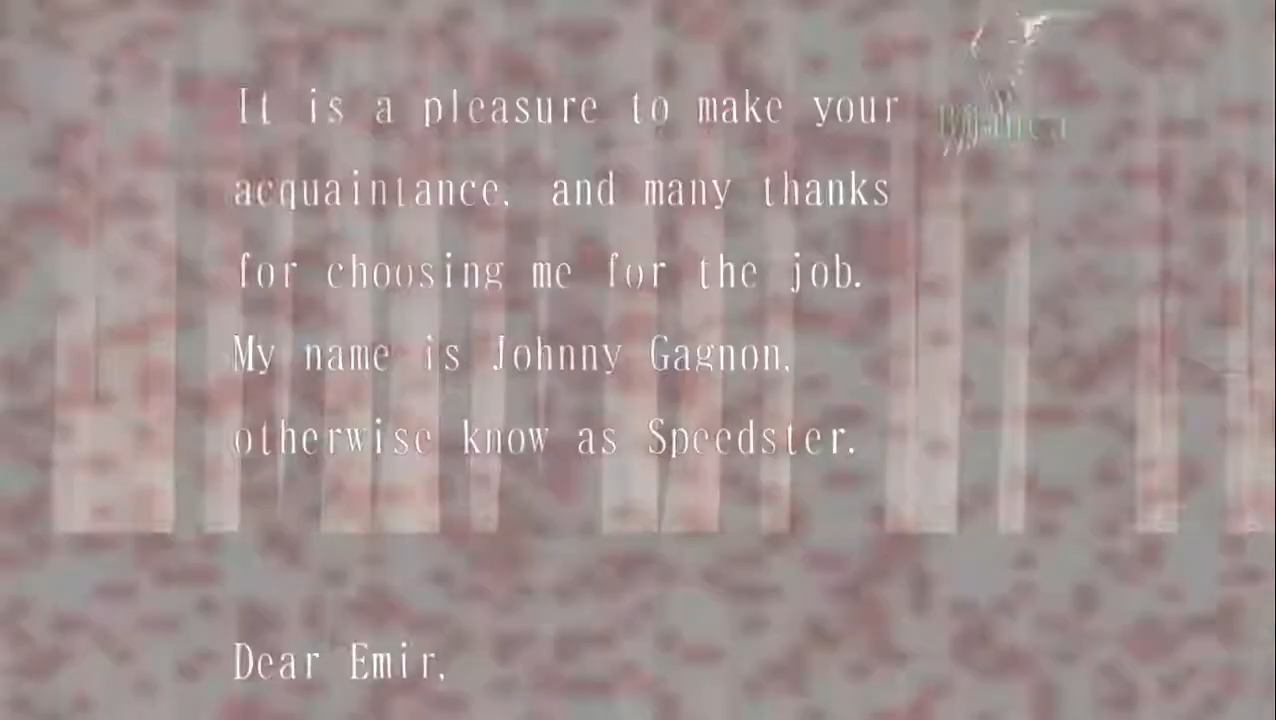 It is a pleasure to make your
acquaintance, and many thanks
for choosing me for the job.
My name is Johnny Gagnon,
otherwise know as Speedster.
Dear Emir,